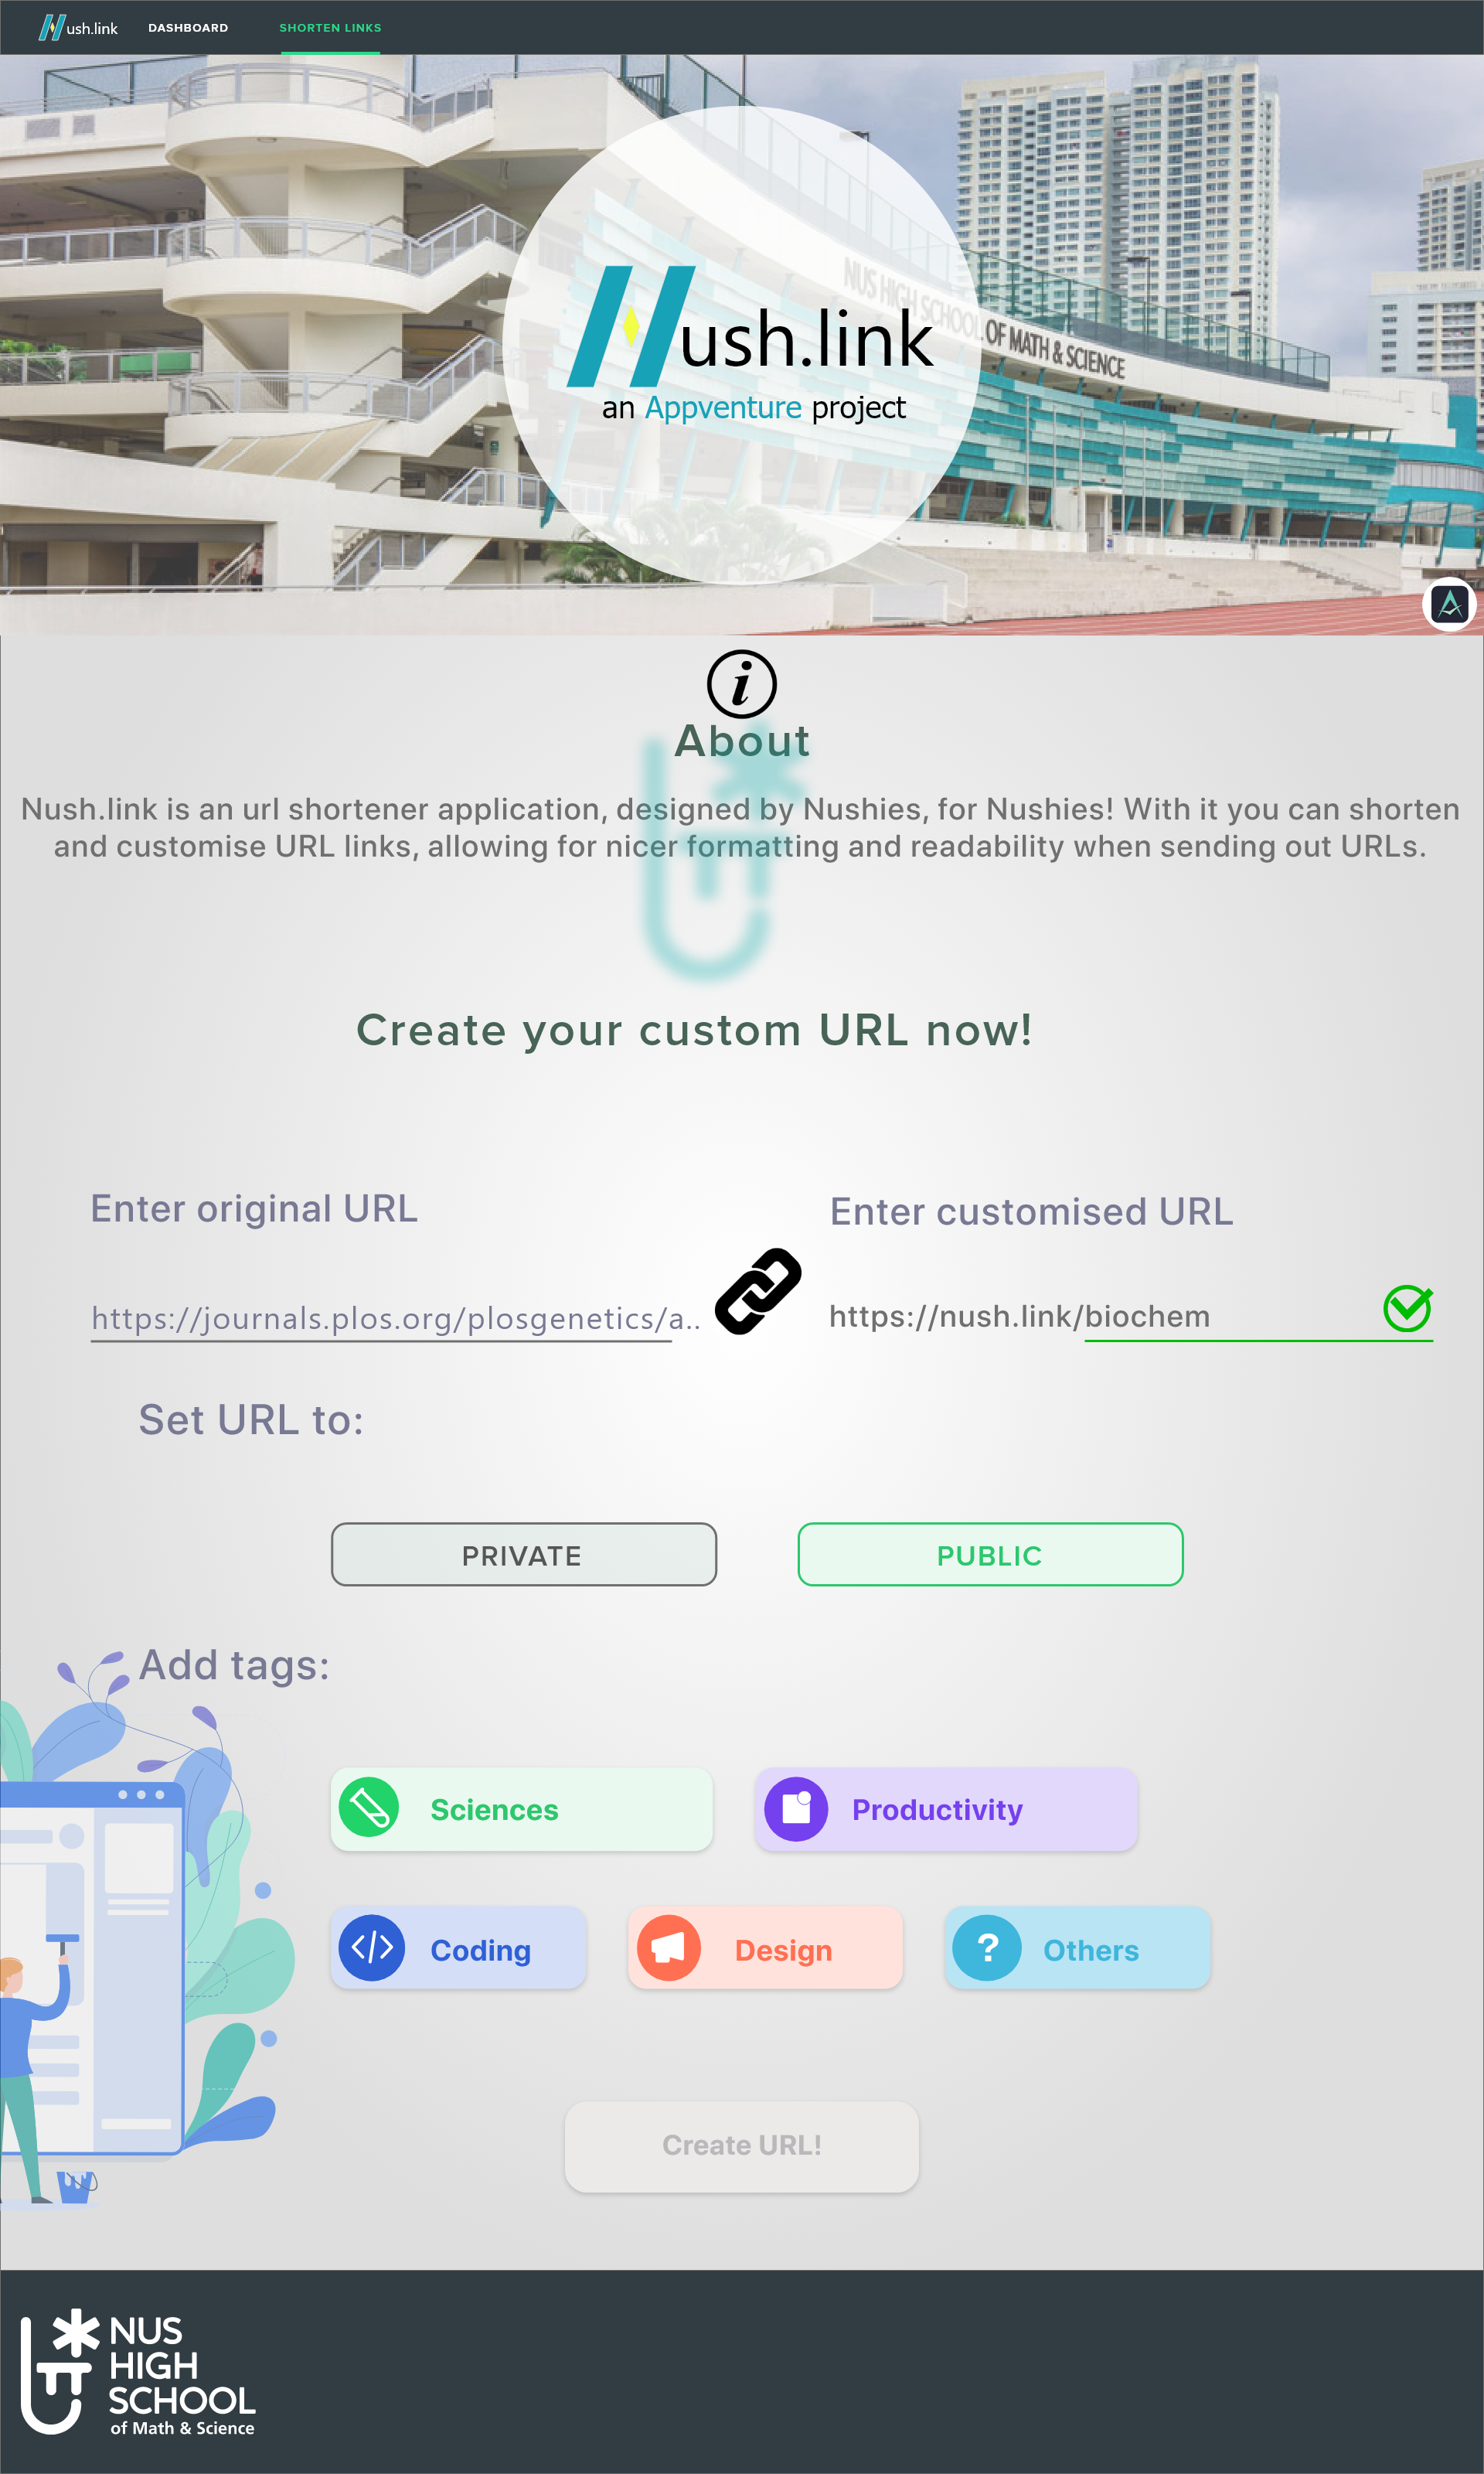 ush.link
DASHBOARD
SHORTEN LINKS
NUS HIGH SCHOOL OF MATH & SCIENCE
ush.link
an Appventure project
i
About
Nush.link is an url shortener application, designed by Nushies, for Nushies! With it you can shorten
and customise URL links, allowing for nicer formatting and readability when sending out URLs.
Create your custom URL now!
Enter original URL
Enter customised URL
https://journals.plos.org/plosgenetics/a..
https://nush.link/biochem
Set URL to:
PRIVATE
PUBLIC
Add tags:
Sciences
Productivity
</> Coding
Design
? Others
Create URL!
NUS
HIGH
SCHOOL
of Math & Science